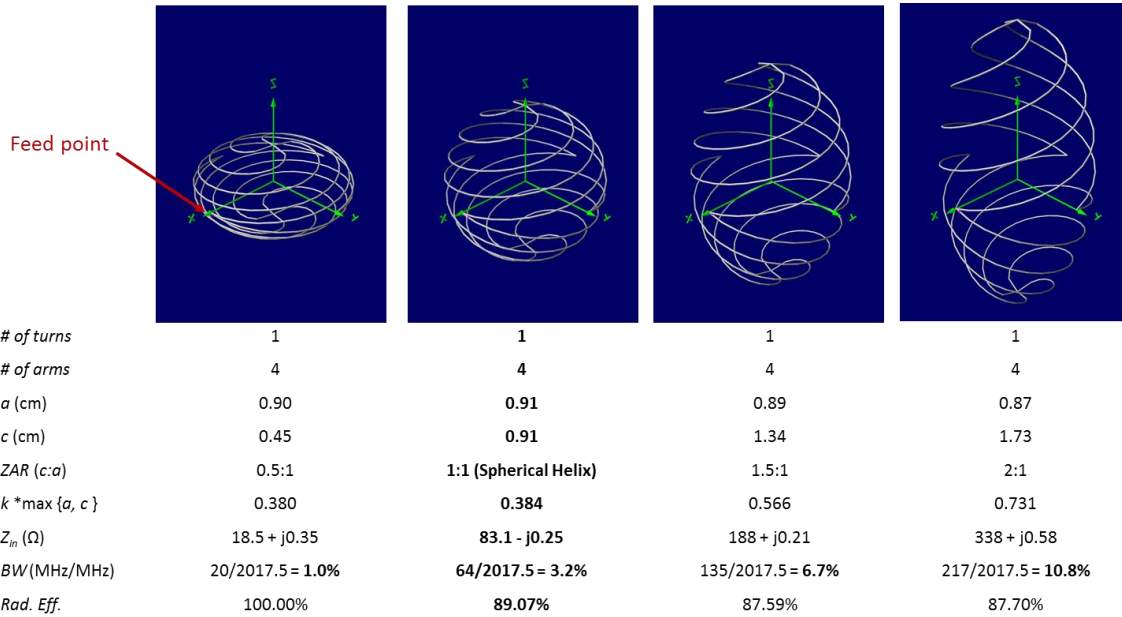 Feed point
Z
X
Y
Z
X
Y
Z
X
Y
Z
X
Y
# of turns 1 1 1 1
# of arms 4 4 4 4
a (cm) 0.90 0.91 0.89 0.87
c (cm) 0.45 0.91 1.34 1.73
ZAR (c:a) 0.5:1 1:1 (Spherical Helix) 1.5:1 2:1
k *max {a, c } 0.380 0.384 0.566 0.731
Zin (Ω) 18.5 + j0.35 83.1 - j0.25 188 + j0.21 338 + j0.58
BW(MHz/MHz) 20/2017.5 = 1.0% 64/2017.5 = 3.2% 135/2017.5 = 6.7% 217/2017.5 = 10.8%
Rad. Eff. 100.00% 89.07% 87.59% 87.70%